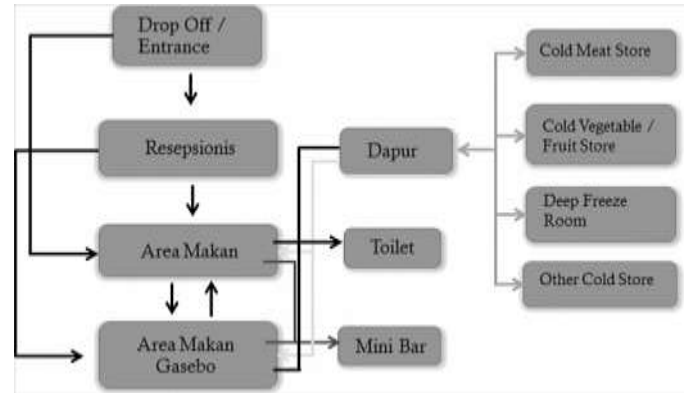 Drop Off /
Entrance
Resepsionis
Area Makan
Area Makan
Gasebo
Dapur
Toilet
Mini Bar
Cold Meat Store
Cold Vegetable /
Fruit Store
Deep Freeze
Room
Other Cold Store